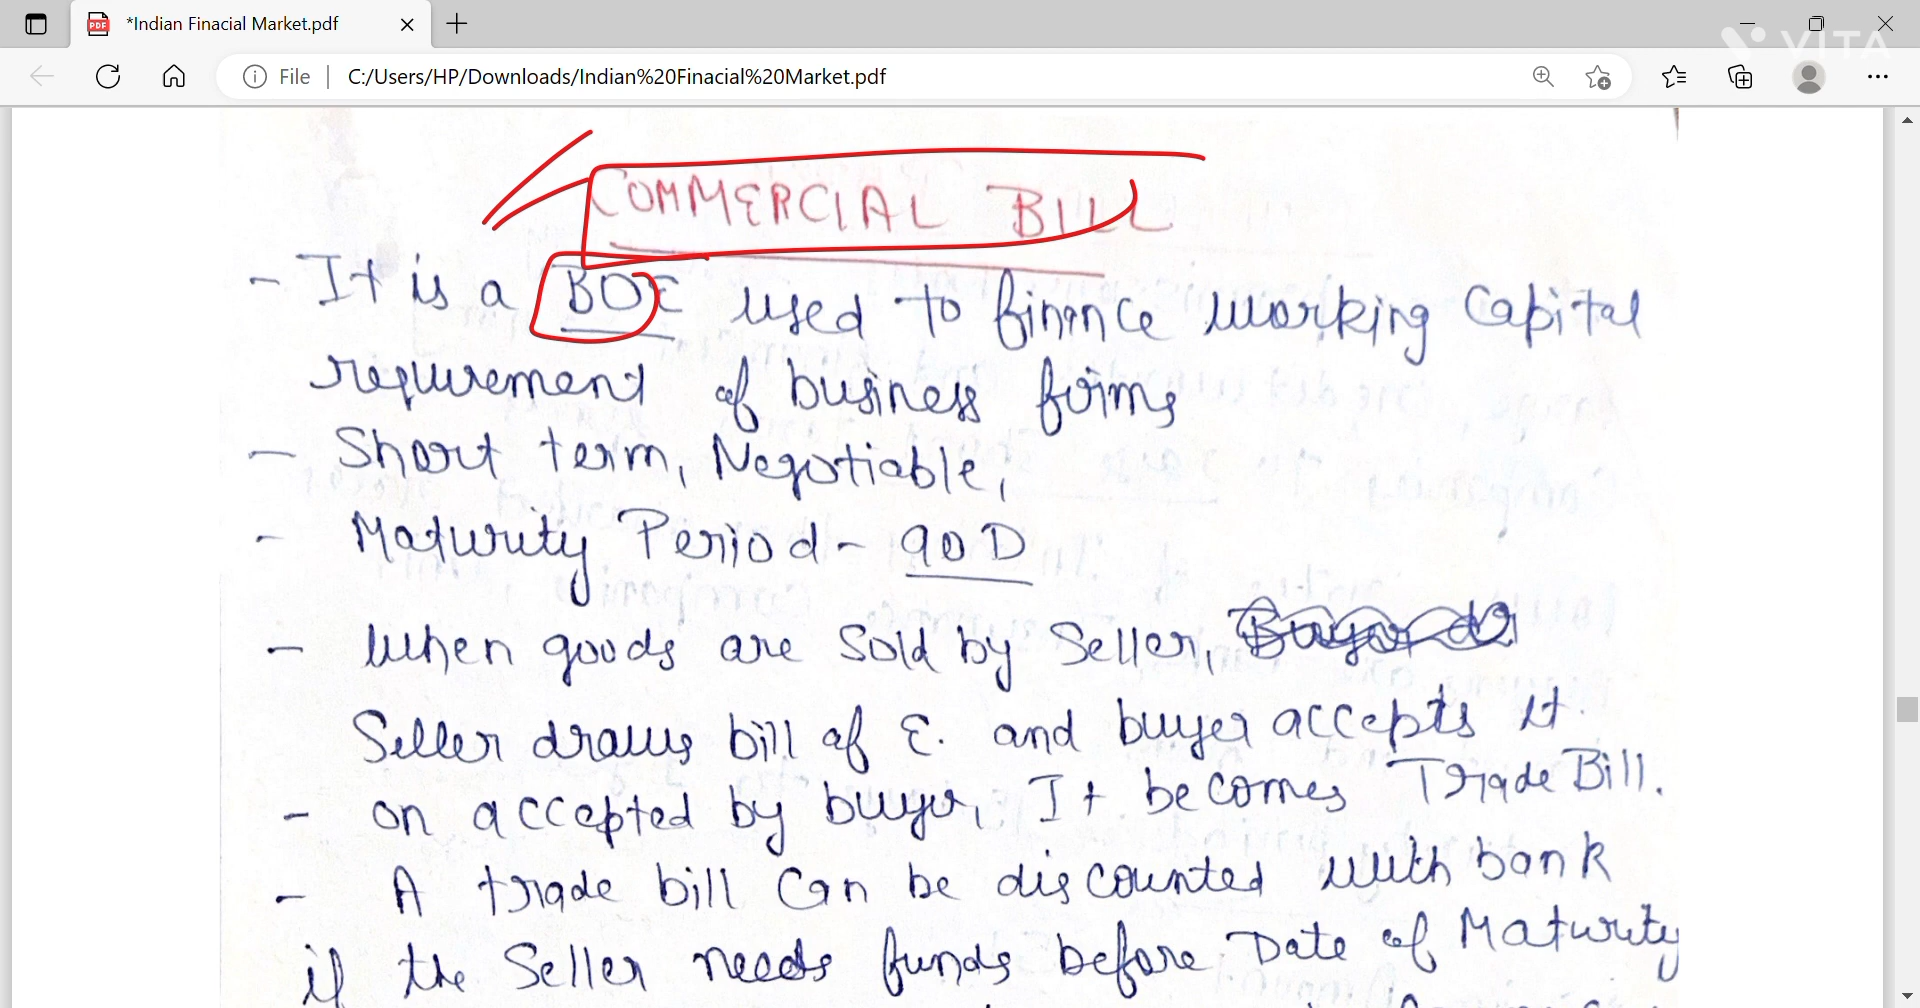 *Indian Finacial Market.pdf
VITA
File | C:/Users/HP/Downloads/Indian%20Finacial%20Market.pdf
COMMERCIAL BILL
- It is a BOE used to finance working Capital
requirement of business firms
- Short term, Negotiable,
- Maturity Period - 90D
- When goods are sold by Seller,
Seller draws bill of E. and buyer accepts it.
- on accepted by buyer, It becomes Trade Bill.
- A trade bill Can be discounted with bank
if the Seller needs funds before Date of Maturity